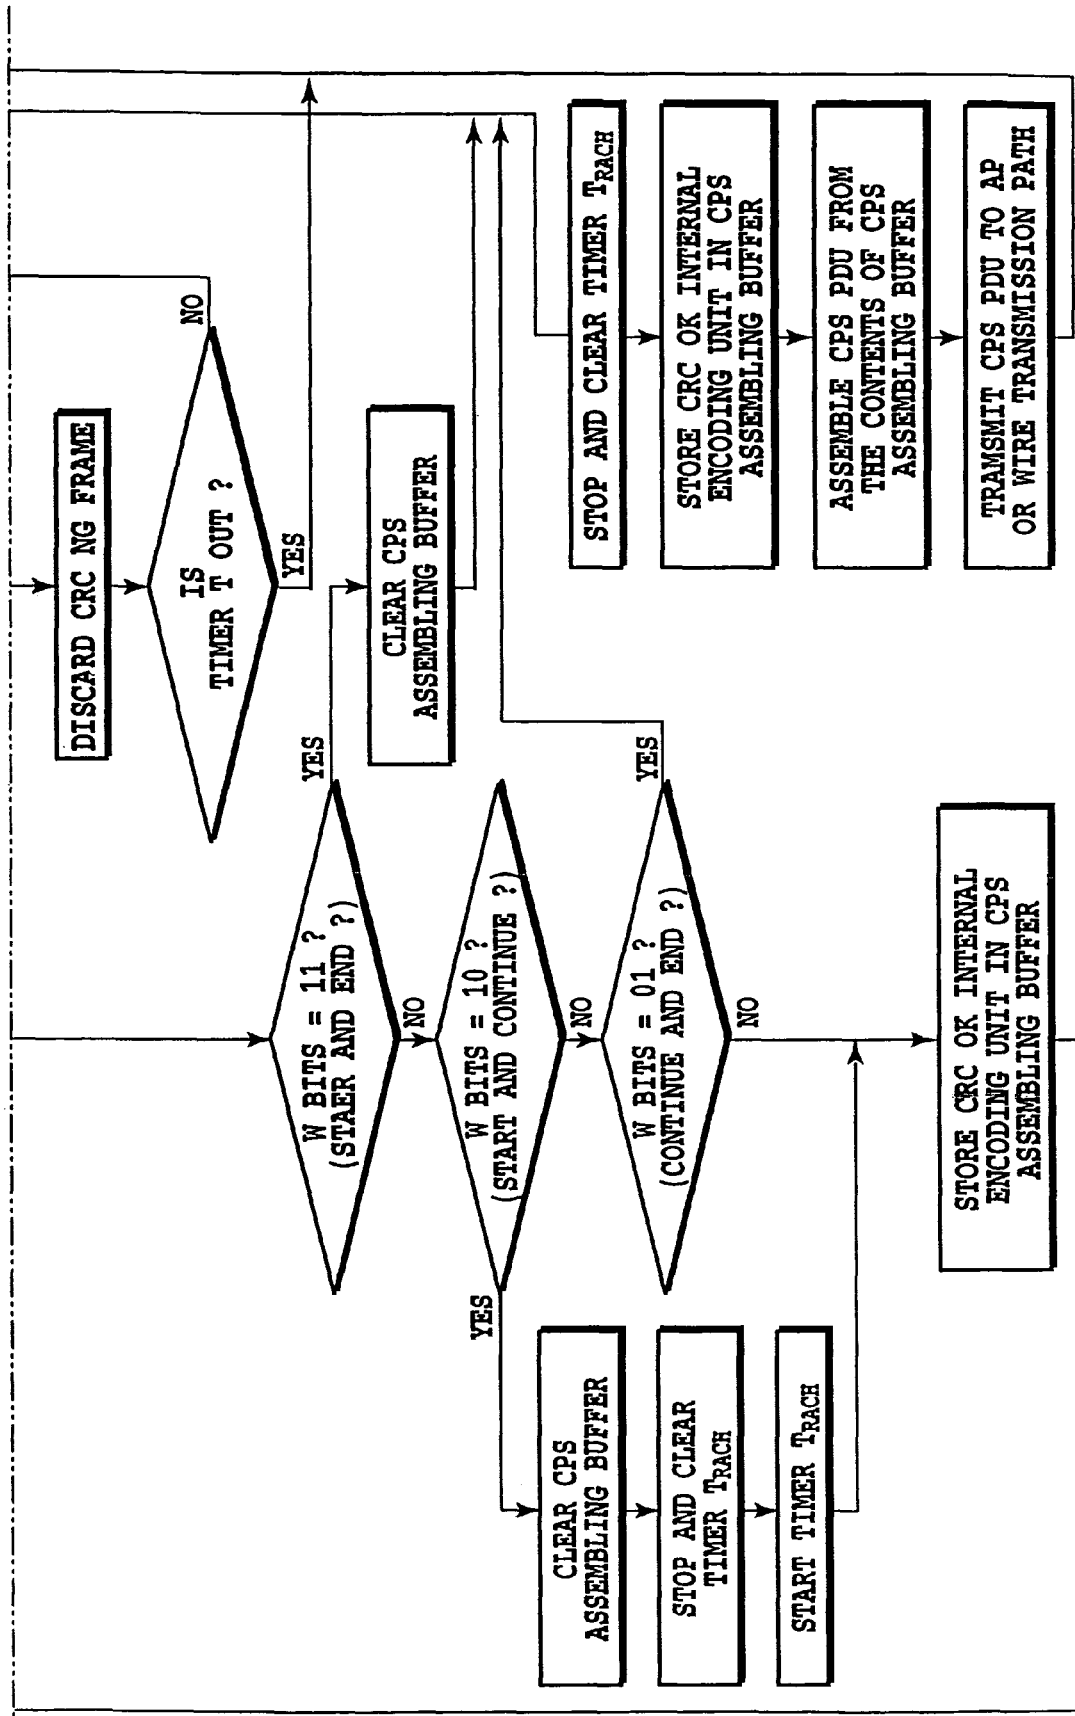 DISCARD CRC NG FRAME
IS
TIMER T OUT ?
NO
YES
W BITS = 11 ?
(STAER AND END ?)
YES
NO
CLEAR CPS
ASSEMBLING BUFFER
W BITS = 10 ?
(START AND CONTINUE ?)
YES
NO
W BITS = 01 ?
(CONTINUE AND END ?)
YES
NO
CLEAR CPS
ASSEMBLING BUFFER
STOP AND CLEAR
TIMER TRACH
START TIMER TRACH
STORE CRC OK INTERNAL
ENCODING UNIT IN CPS
ASSEMBLING BUFFER
STOP AND CLEAR TIMER TRACH
STORE CRC OK INTERNAL
ENCODING UNIT IN CPS
ASSEMBLING BUFFER
ASSEMBLE CPS PDU FROM
THE CONTENTS OF CPS
ASSEMBLING BUFFER
TRAMSMIT CPS PDU TO AP
OR WIRE TRANSMISSION PATH